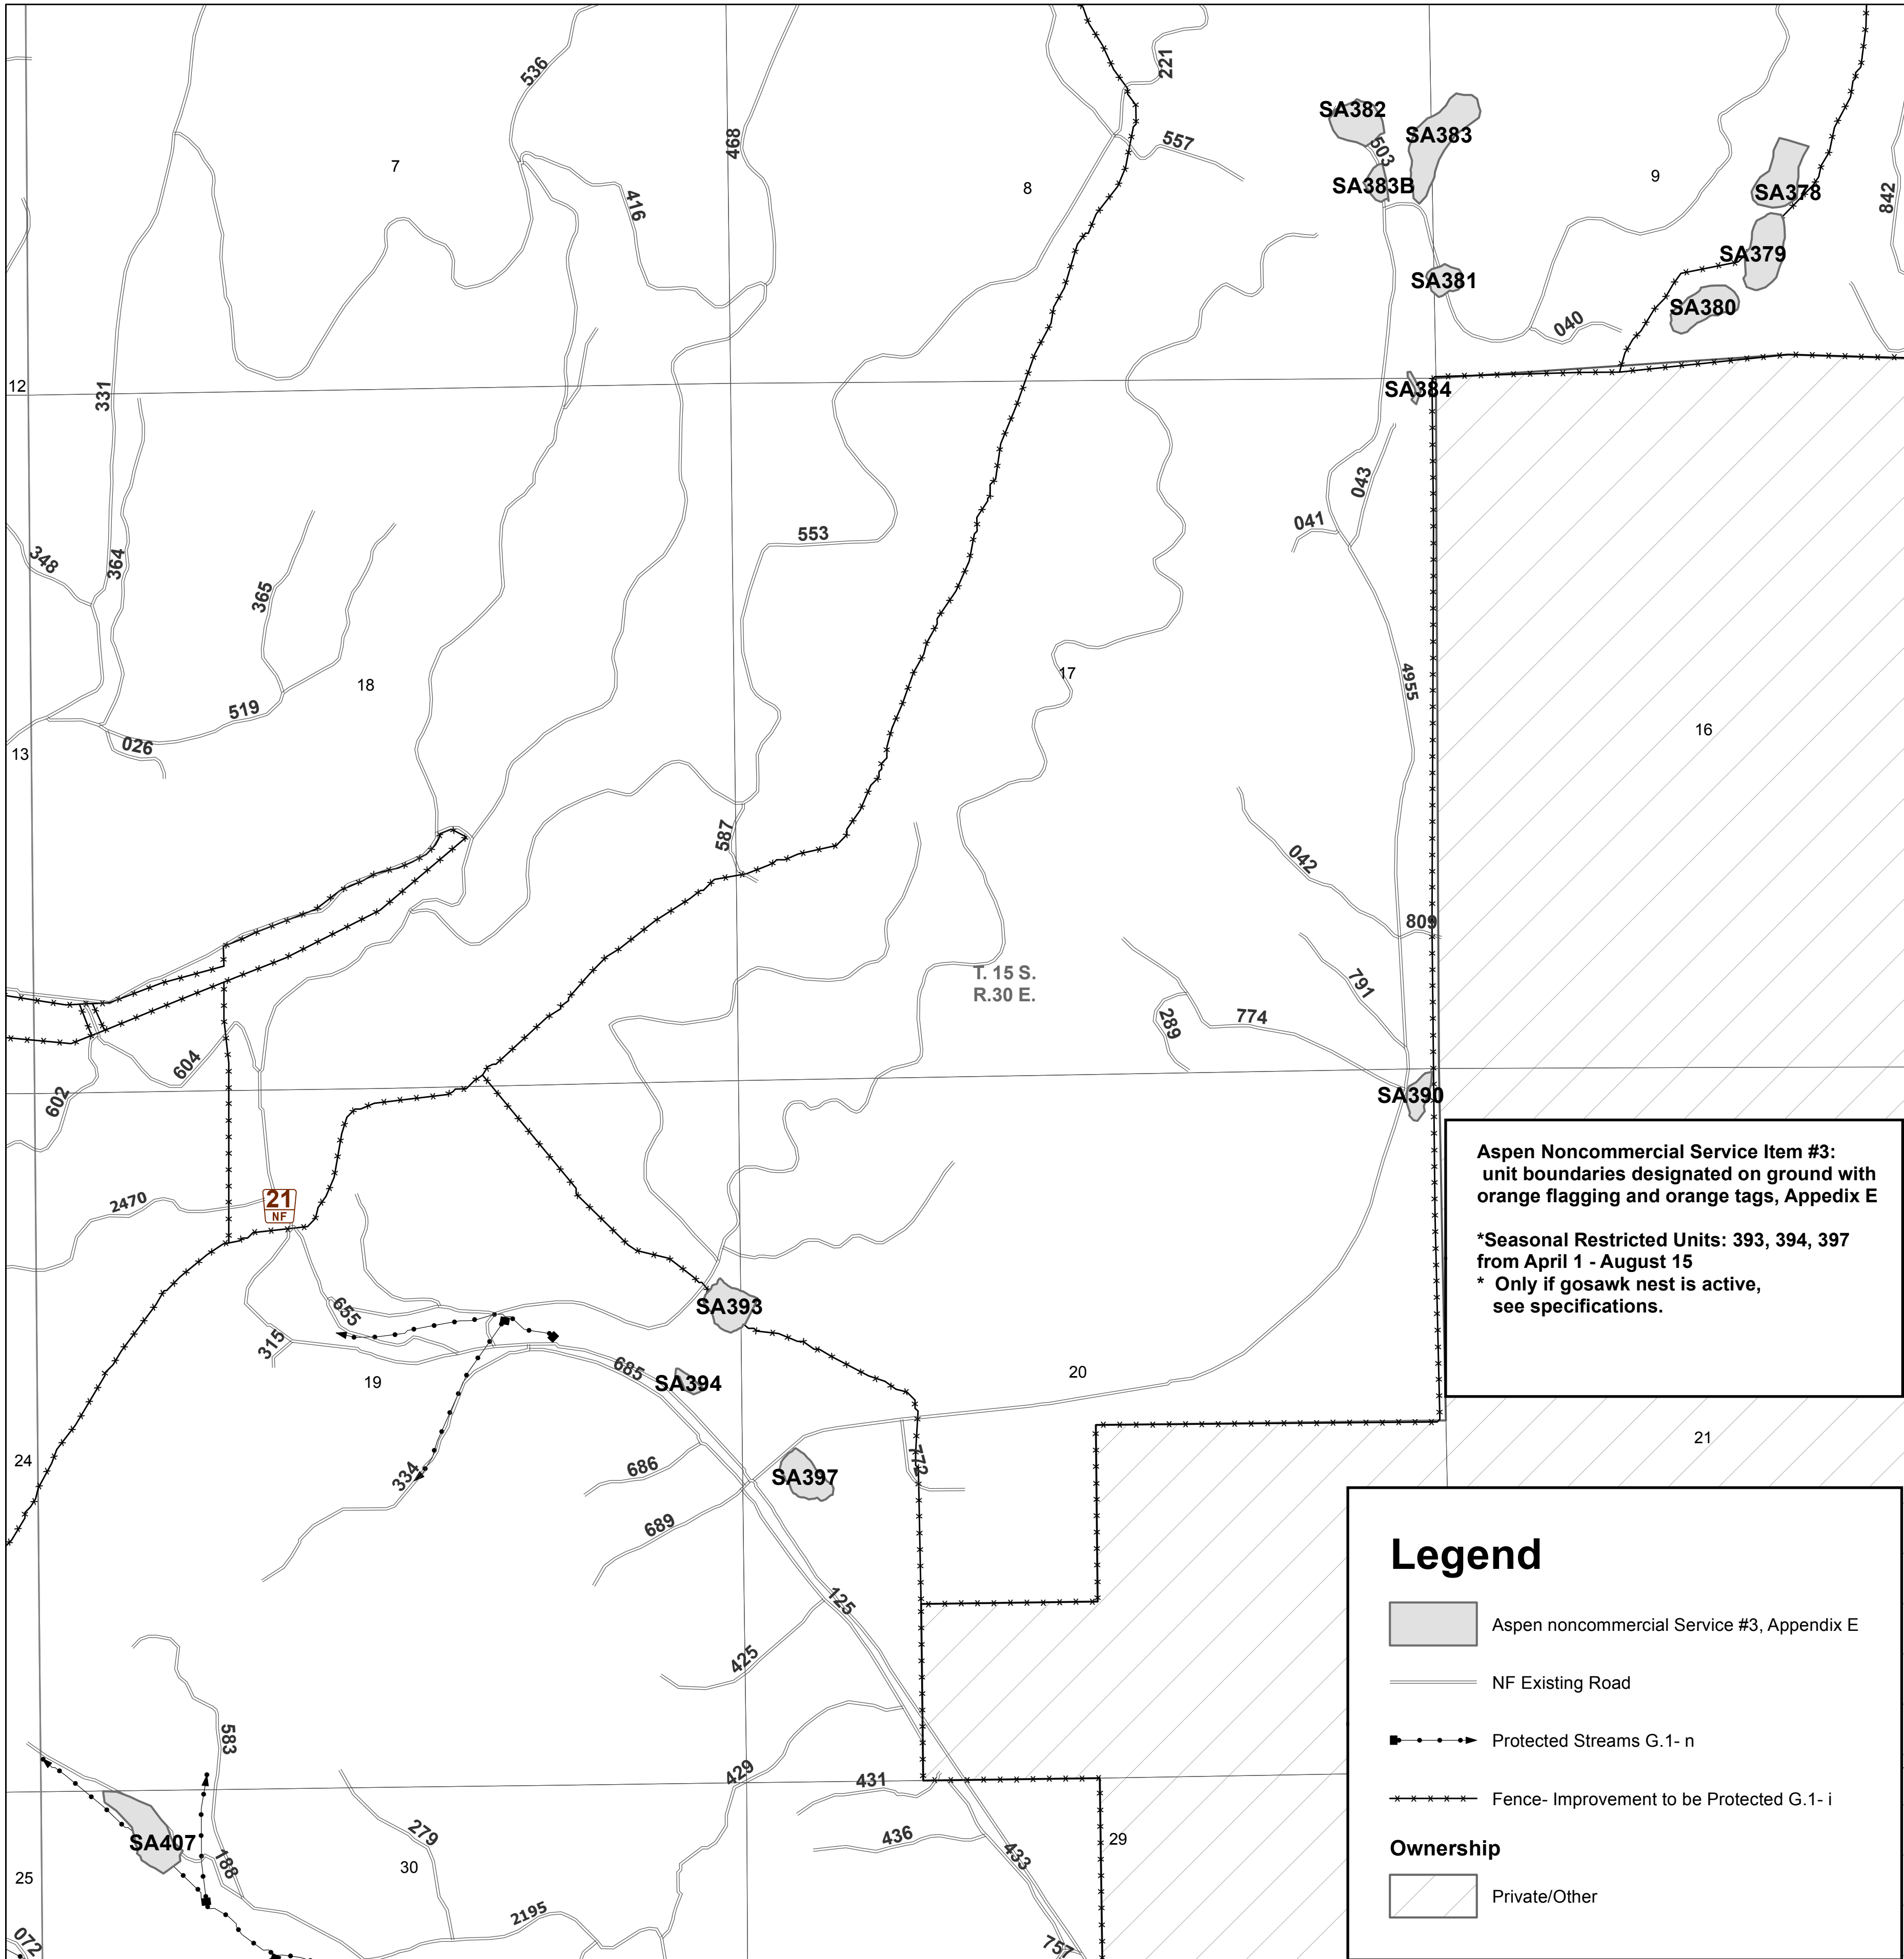 536
221
468
557
SA382
SA383
503
SA383B
7
8
9
416
SA378
842
SA379
SA381
SA380
040
12
331
SA384
043
041
553
348
364
365
17
4955
18
519
026
13
16
587
042
809
T. 15 S.
R.30 E.
791
289
774
604
602
SA390
2470
21
NF
Aspen Noncommercial Service Item #3:
unit boundaries designated on ground with
orange flagging and orange tags, Appedix E
*Seasonal Restricted Units: 393, 394, 397
from April 1 - August 15
* Only if gosawk nest is active,
see specifications.
655
315
SA393
19
685
SA394
20
21
24
334
686
772
SA397
689
125
425
583
429
431
436
433
SA407
188
279
30
29
25
2195
072
757
Legend
Aspen noncommercial Service #3, Appendix E
NF Existing Road
Protected Streams G.1- n
Fence- Improvement to be Protected G.1- i
Ownership
Private/Other